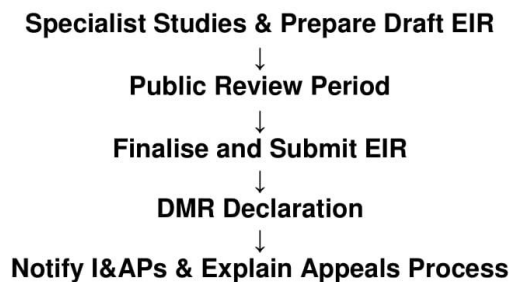 Specialist Studies & Prepare Draft EIR
↓
Public Review Period
↓
Finalise and Submit EIR
↓
DMR Declaration
↓
Notify I&APs & Explain Appeals Process